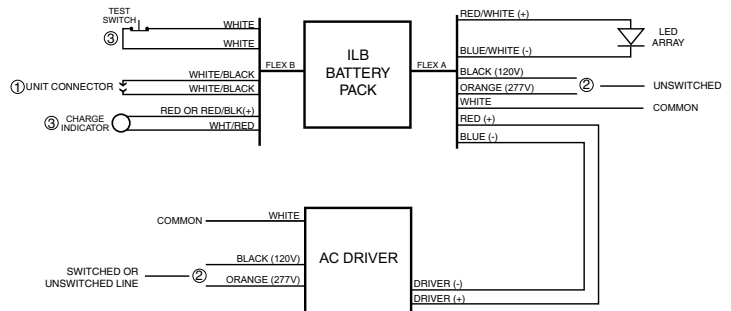 TEST
SWITCH
③
WHITE
WHITE
① UNIT CONNECTOR
WHITE/BLACK
WHITE/BLACK
③ CHARGE
INDICATOR
RED OR RED/BLK(+)
WHT/RED
FLEX B
ILB
BATTERY
PACK
FLEX A
RED/WHITE (+)
LED
ARRAY
BLUE/WHITE (-)
BLACK (120V)
ORANGE (277V)
② UNSWITCHED
WHITE
COMMON
RED (+)
BLUE (-)
COMMON
WHITE
SWITCHED OR
UNSWITCHED LINE
②
BLACK (120V)
ORANGE (277V)
AC DRIVER
DRIVER (-)
DRIVER (+)